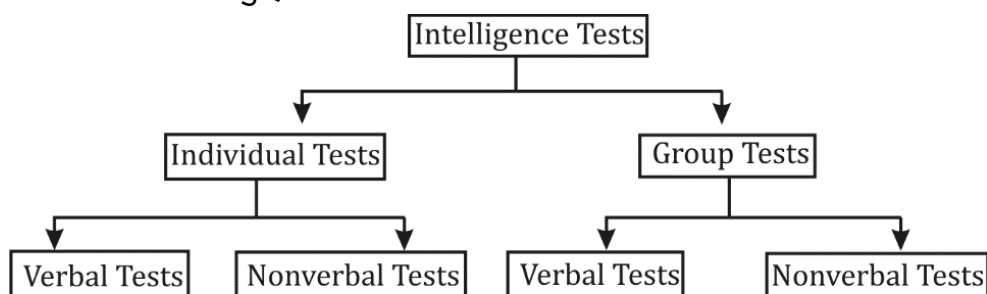 Intelligence Tests
Individual Tests
Group Tests
Verbal Tests
Nonverbal Tests
Verbal Tests
Nonverbal Tests